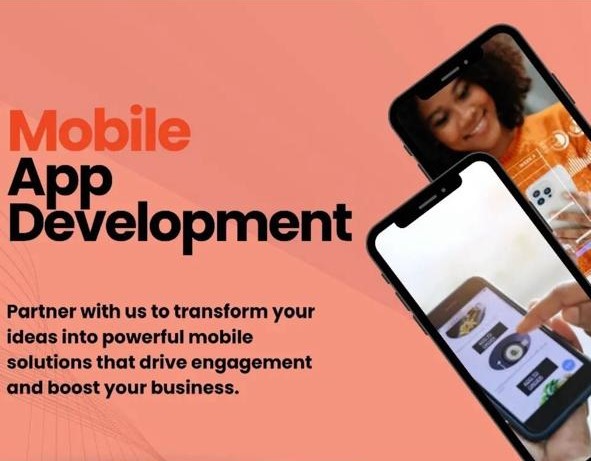 Mobile
App
Development
Partner with us to transform your
ideas into powerful mobile
solutions that drive engagement
and boost your business.